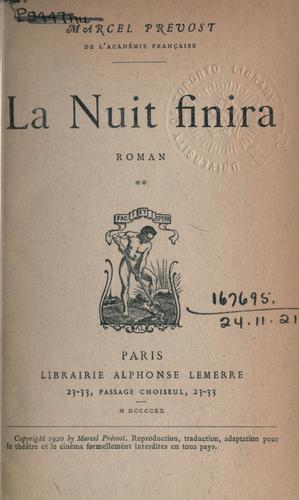 P9447nu
MARCEL PRÉVOST
DE L'ACADÉMIE FRANÇAISE
La Nuit finira
ROMAN
**
FAC ET SPERA
AL
167695.
24.11.21
PARIS
LIBRAIRIE ALPHONSE LEMERRE
23-33, PASSAGE CHOISEUL, 23-33
M DCCCCXX
Copyright 1920 by Marcel Prévost. Reproduction, traduction, adaptation pour
le théâtre et le cinéma formellement interdites en tous pays.